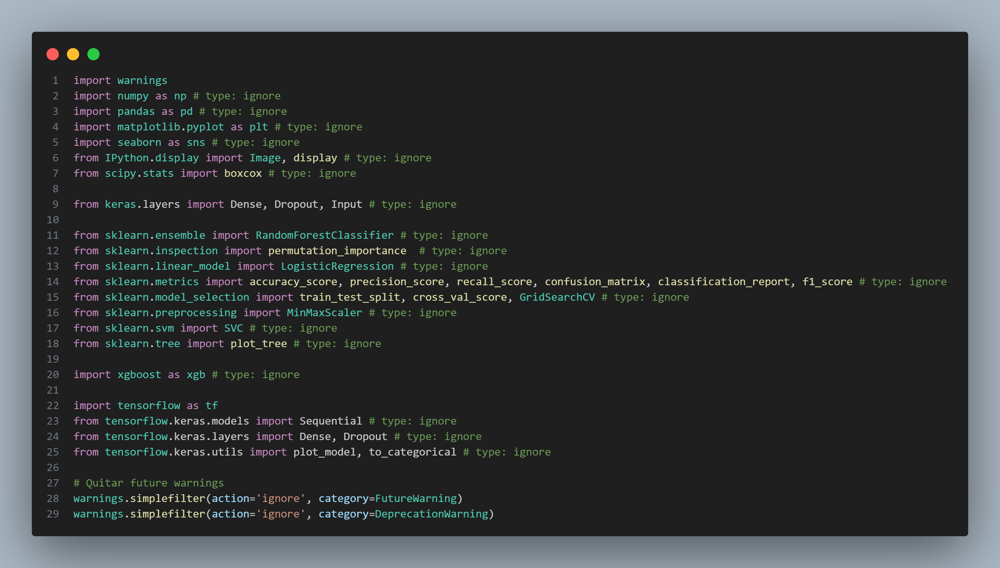 1 import warnings
2 import numpy as np # type: ignore
3 import pandas as pd # type: ignore
4 import matplotlib.pyplot as plt # type: ignore
5 import seaborn as sns # type: ignore
6 from IPython.display import Image, display # type: ignore
7 from scipy.stats import boxcox # type: ignore
8
9 from keras.layers import Dense, Dropout, Input # type: ignore
10
11 from sklearn.ensemble import RandomForestClassifier # type: ignore
12 from sklearn.inspection import permutation_importance  # type: ignore
13 from sklearn.linear_model import LogisticRegression # type: ignore
14 from sklearn.metrics import accuracy_score, precision_score, recall_score, confusion_matrix, classification_report, f1_score # type: ignore
15 from sklearn.model_selection import train_test_split, cross_val_score, GridSearchCV # type: ignore
16 from sklearn.preprocessing import MinMaxScaler # type: ignore
17 from sklearn.svm import SVC # type: ignore
18 from sklearn.tree import plot_tree # type: ignore
19
20 import xgboost as xgb # type: ignore
21
22 import tensorflow as tf
23 from tensorflow.keras.models import Sequential # type: ignore
24 from tensorflow.keras.layers import Dense, Dropout # type: ignore
25 from tensorflow.keras.utils import plot_model, to_categorical # type: ignore
26
27 # Quitar future warnings
28 warnings.simplefilter(action='ignore', category=FutureWarning)
29 warnings.simplefilter(action='ignore', category=DeprecationWarning)